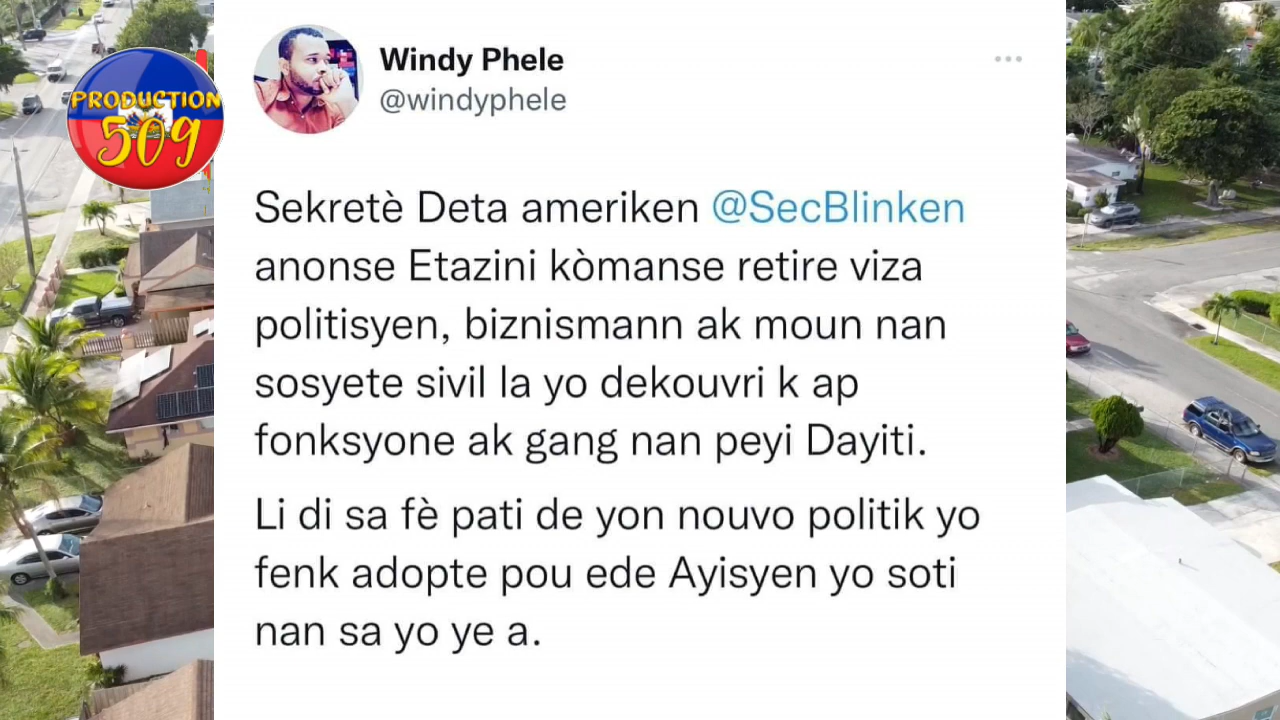 PRODUCTION
509
Windy Phele
@windyphele
Sekretè Deta ameriken @SecBlinken
anonse Etazini kòmanse retire viza
politisyen, biznismann ak moun nan
sosyete sivil la yo dekouvri k ap
fonksyone ak gang nan peyi Dayiti.
Li di sa fè pati de yon nouvo politik yo
fenk adopte pou ede Ayisyen yo soti
nan sa yo ye a.